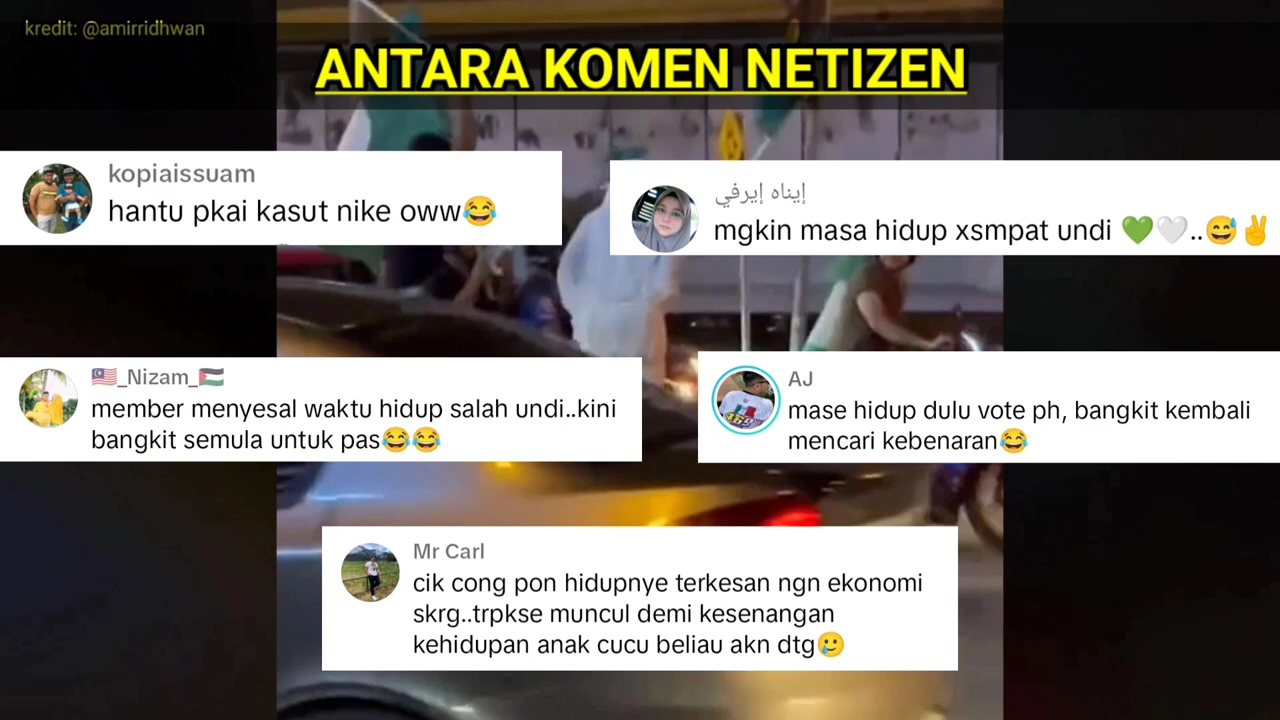 kredit: @amirridhwan
ANTARA KOMEN NETIZEN
kopiaissuam
hantu pkai kasut nike oww😂
إيناه إيرفي
mgkin masa hidup xsmpat undi 💚🤍..😅✌️
🇲🇾_Nizam_🇵🇸
member menyesal waktu hidup salah undi..kini
bangkit semula untuk pas😂😂
AJ
mase hidup dulu vote ph, bangkit kembali
mencari kebenaran😂
Mr Carl
cik cong pon hidupnye terkesan ngn ekonomi
skrg..trpkse muncul demi kesenangan
kehidupan anak cucu beliau akn dtg🥲